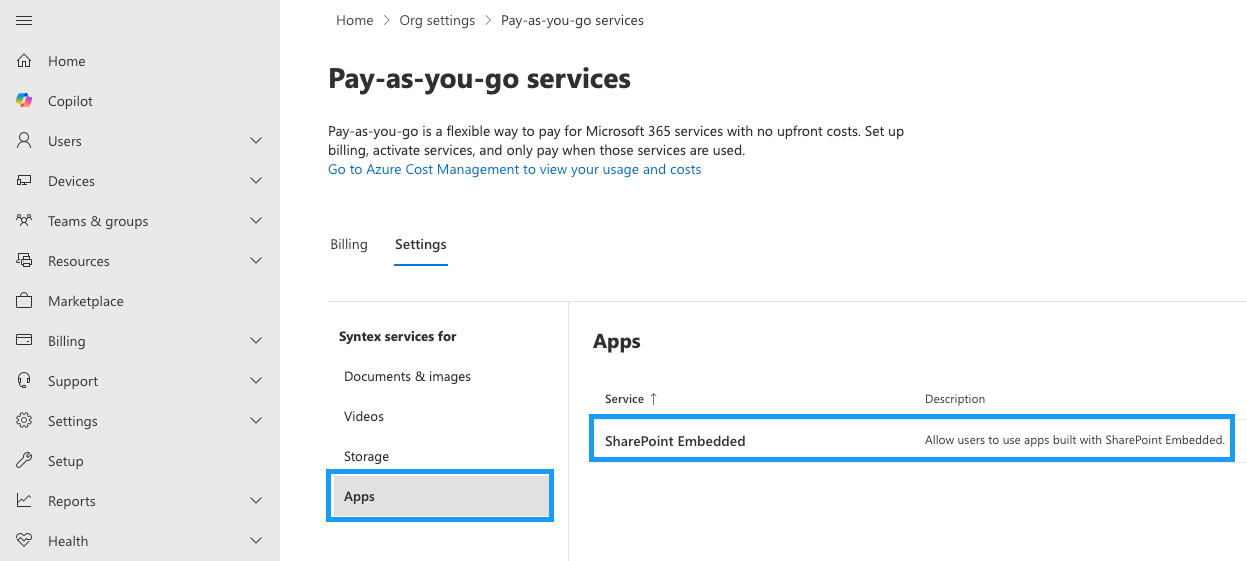 Home
Copilot
Users
Devices
Teams & groups
Resources
Marketplace
Billing
Support
Settings
Setup
Reports
Health
Home > Org settings > Pay-as-you-go services
Pay-as-you-go services
Pay-as-you-go is a flexible way to pay for Microsoft 365 services with no upfront costs. Set up
billing, activate services, and only pay when those services are used.
Go to Azure Cost Management to view your usage and costs
Billing Settings
Syntex services for
Documents & images
Videos
Storage
Apps
Apps
Service ↑ Description
SharePoint Embedded Allow users to use apps built with SharePoint Embedded.